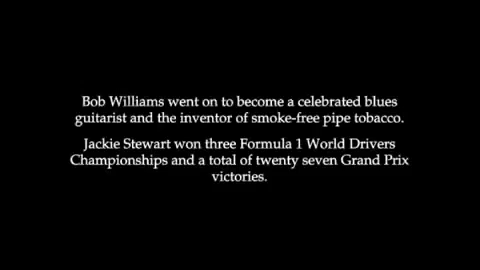 Bob Williams went on to become a celebrated blues
guitarist and the inventor of smoke-free pipe tobacco.
Jackie Stewart won three Formula 1 World Drivers
Championships and a total of twenty seven Grand Prix
victories.